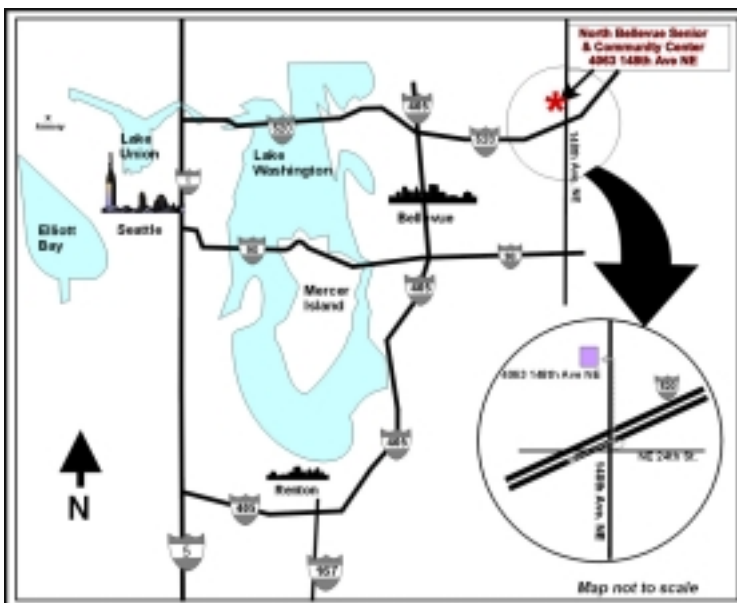 North Bellevue Senior
& Community Center
4063 148th Ave NE
405
520
520
Lake
Union
Lake
Washington
148th Ave, NE
5
Bellevue
Elliott
Bay
Seattle
90
90
Mercer
Island
405
4063 148th Ave NE
520
405
NE 24th St.
148th Ave, NE
Renton
N
405
5
167
Map not to scale